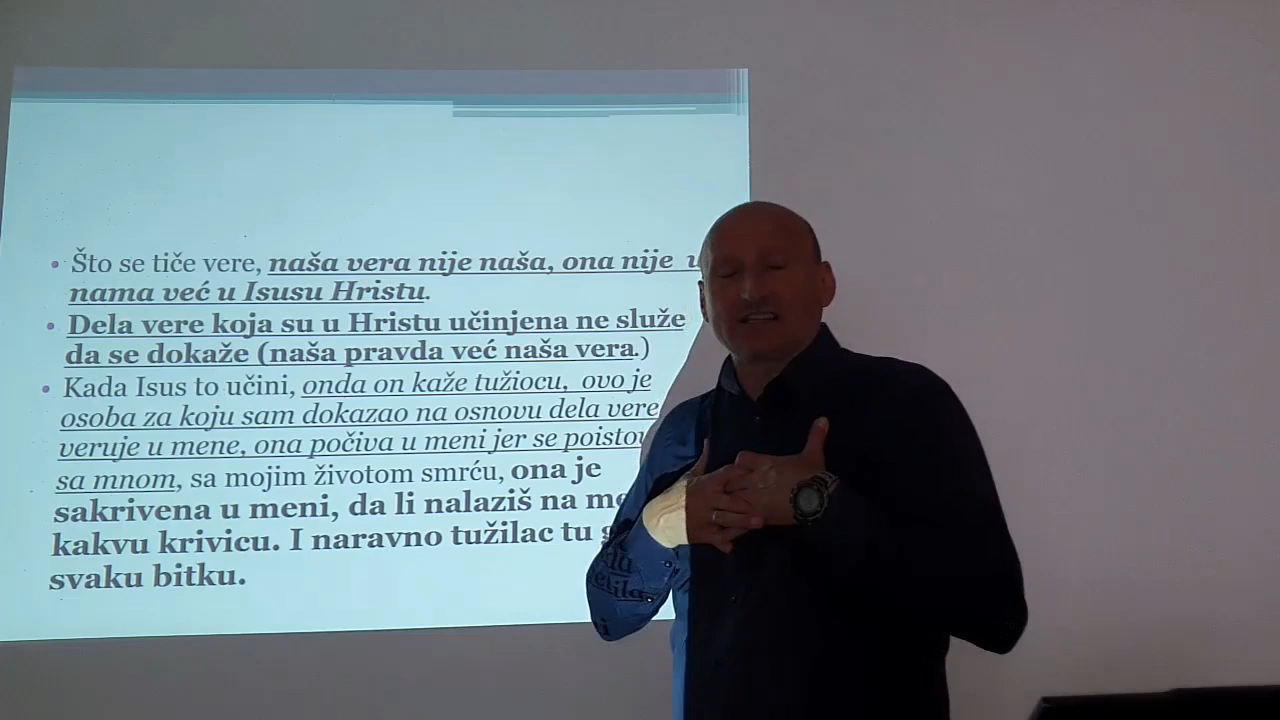 Što se tiče vere, naša vera nije naša, ona nije u
nama već u Isusu Hristu.
Dela vere koja su u Hristu učinjena ne služe
da se dokaže (naša pravda već naša vera.)
Kada Isus to učini, onda on kaže tužiocu, ovo je
osoba za koju sam dokazao na osnovu dela vere
veruje u mene, ona počiva u meni jer se
sa mnom, sa mojim životom smrću, ona je
sakrivena u meni, da li nalaziš na
kakvu krivicu. I naravno tužilac tu
svaku bitku.